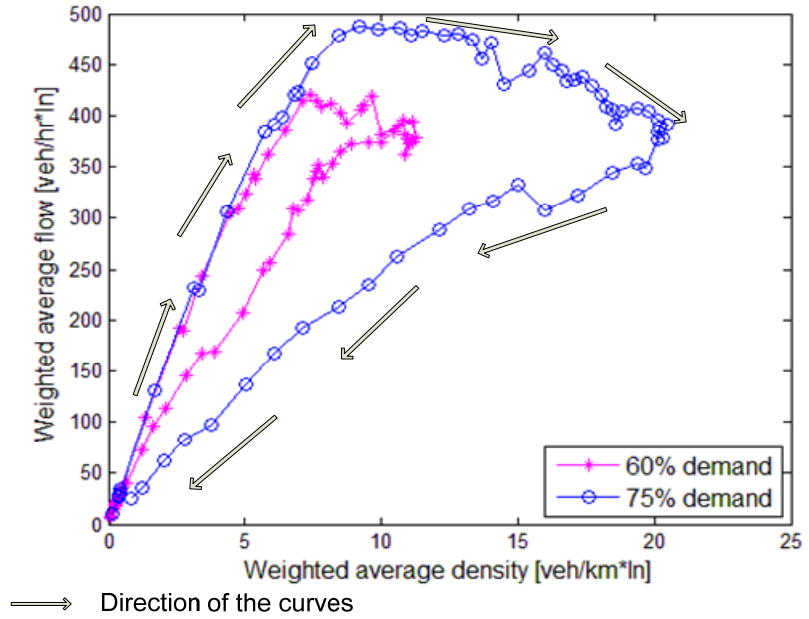 500
450
400
350
300
250
200
150
100
50
0
Weighted average flow [veh/hr*ln]
0 5 10 15 20 25
Weighted average density [veh/km*ln]
60% demand
75% demand
Direction of the curves